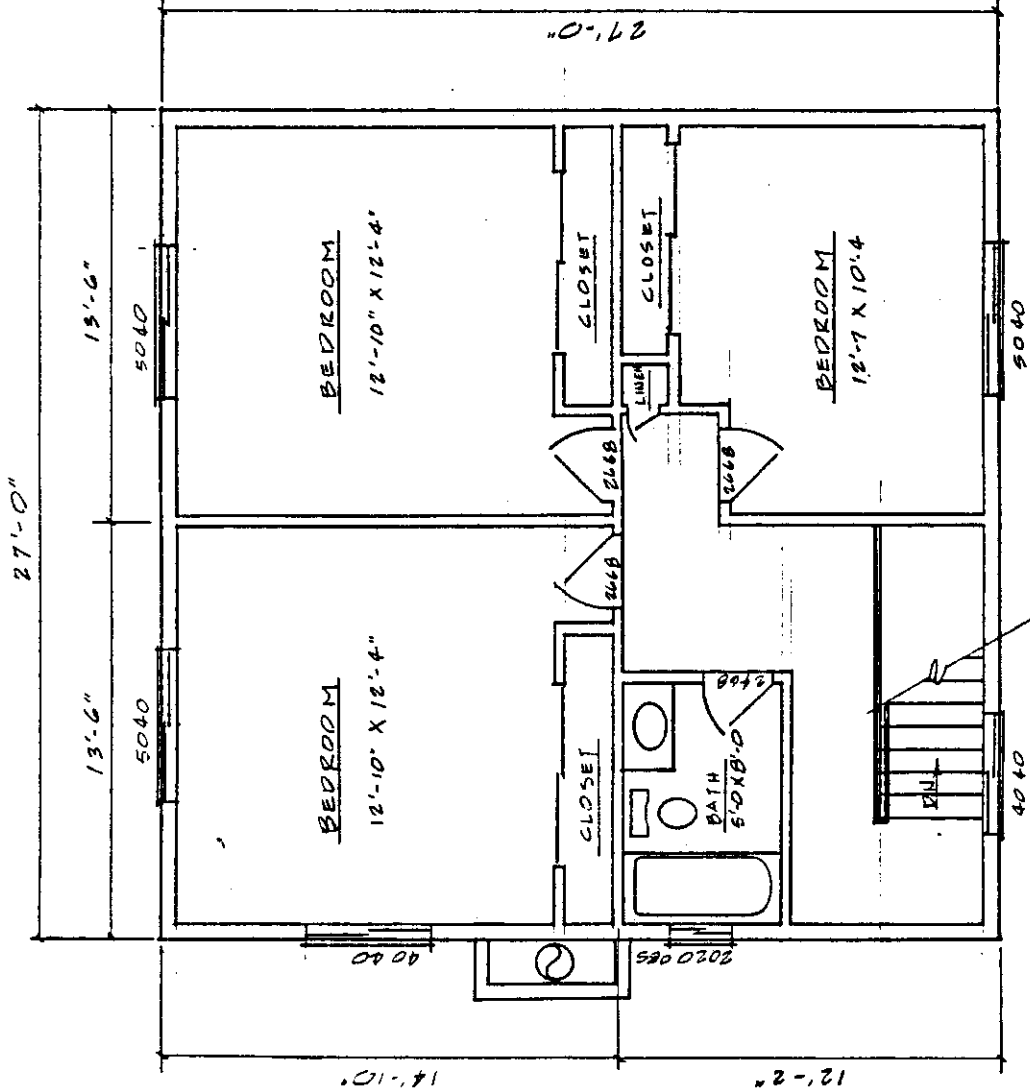 27'-0"
13'-6"
13'-6"
27'-0"
5040
5040
BEDROOM
12'-10" X 12'-4"
BEDROOM
12'-10" X 12'-4"
4040
CLOSET
CLOSET
2668
2668
CLOSET
LINEN
2668
BEDROOM
12'-7 X 10'-4
2468
BATH
5'-0 X 8'-0
2020 OBS
DN
4040
5040
14'-10"
12'-2"